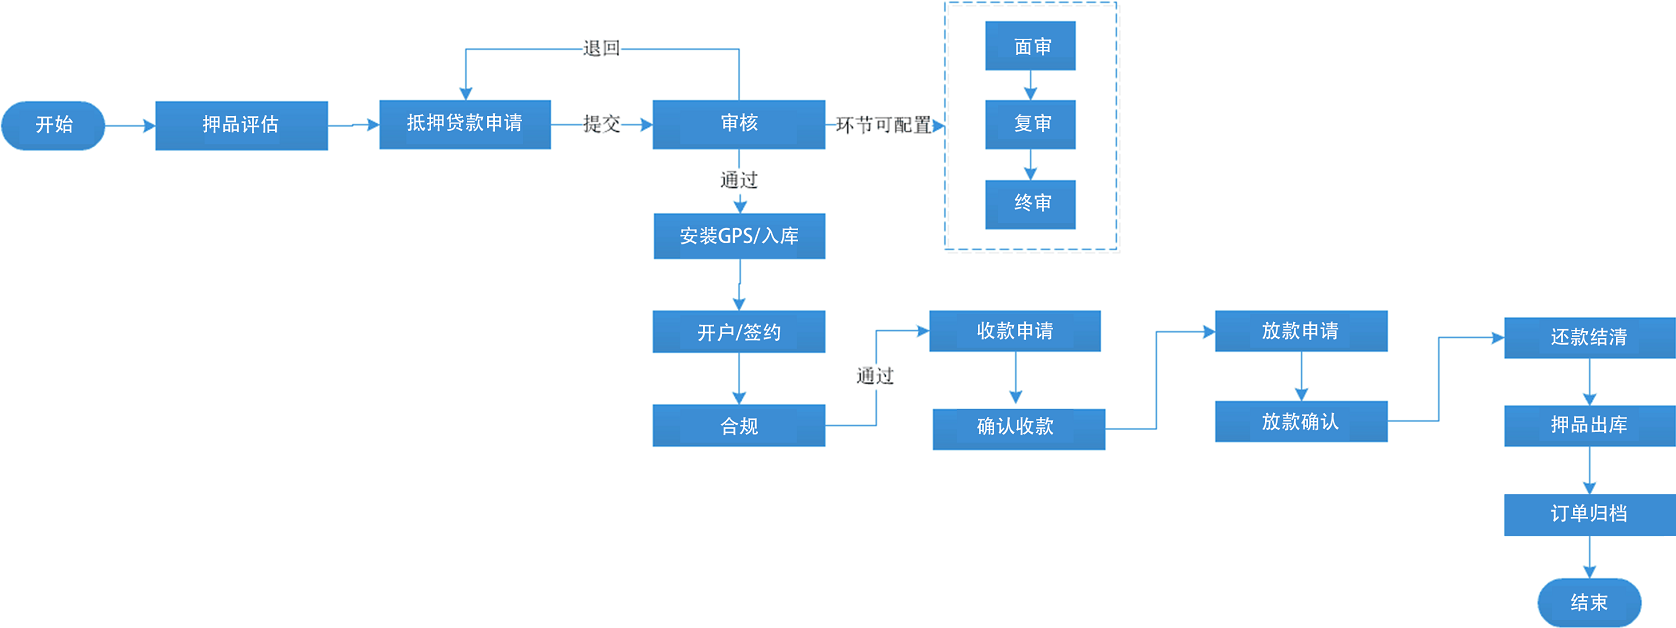 开始
押品评估
抵押贷款申请
退回
提交
审核
环节可配置
面审
复审
终审
通过
安装GPS/入库
开户/签约
合规
通过
收款申请
确认收款
放款申请
放款确认
还款结清
押品出库
订单归档
结束